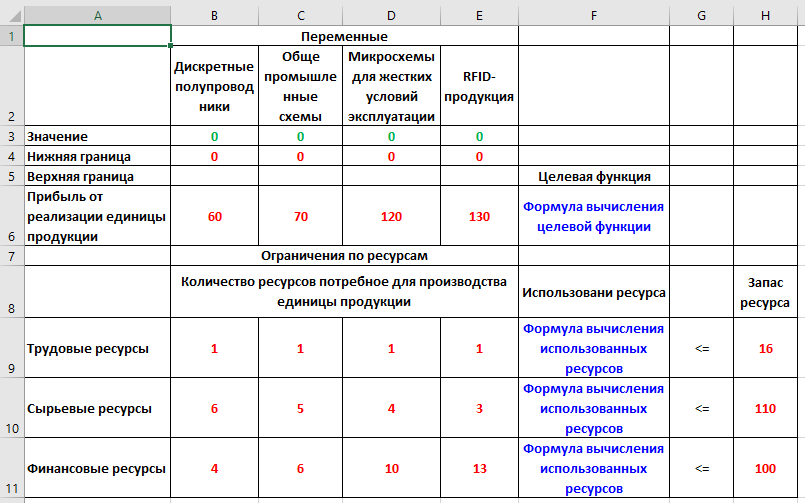 A B C D E F G H
1 Переменные
2 Дискретные полупровод ники Обще промышле нные схемы Микросхемы для жестких условий эксплуатации RFID- продукция
3 Значение 0 0 0 0
4 Нижняя граница 0 0 0 0
5 Верхняя граница Целевая функция
6 Прибыль от реализации единицы продукции 60 70 120 130 Формула вычисления целевой функции
7 Ограничения по ресурсам
8 Количество ресурсов потребное для производства единицы продукции Использовани ресурса Запас ресурса
9 Трудовые ресурсы 1 1 1 1 Формула вычисления использованных ресурсов <= 16
10 Сырьевые ресурсы 6 5 4 3 Формула вычисления использованных ресурсов <= 110
11 Финансовые ресурсы 4 6 10 13 Формула вычисления использованных ресурсов <= 100